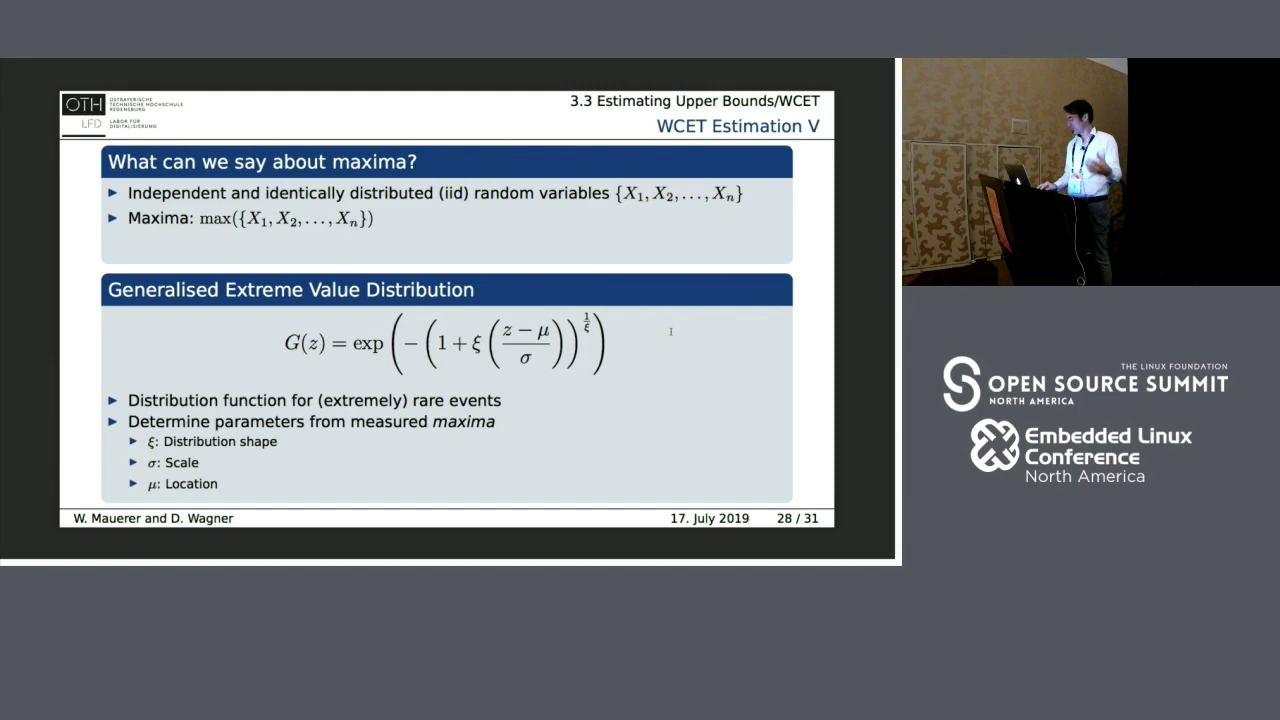 OTH OSTBAYERISCHE
TECHNISCHE HOCHSCHULE
REGENSBURG
LFD LABOR FÜR
DIGITALISIERUNG
3.3 Estimating Upper Bounds/WCET
WCET Estimation V
What can we say about maxima?
Independent and identically distributed (iid) random variables {X₁, X₂, . . . , Xₙ}
Maxima: max({X₁, X₂, . . . , Xₙ})
Generalised Extreme Value Distribution
G(z) = exp(−(1 + ξ((z − μ)/σ))^(1/ξ))
Distribution function for (extremely) rare events
Determine parameters from measured maxima
ξ: Distribution shape
σ: Scale
μ: Location
W. Mauerer and D. Wagner 17. July 2019 28 / 31
THE LINUX FOUNDATION
OPEN SOURCE SUMMIT
NORTH AMERICA
Embedded Linux
Conference
North America